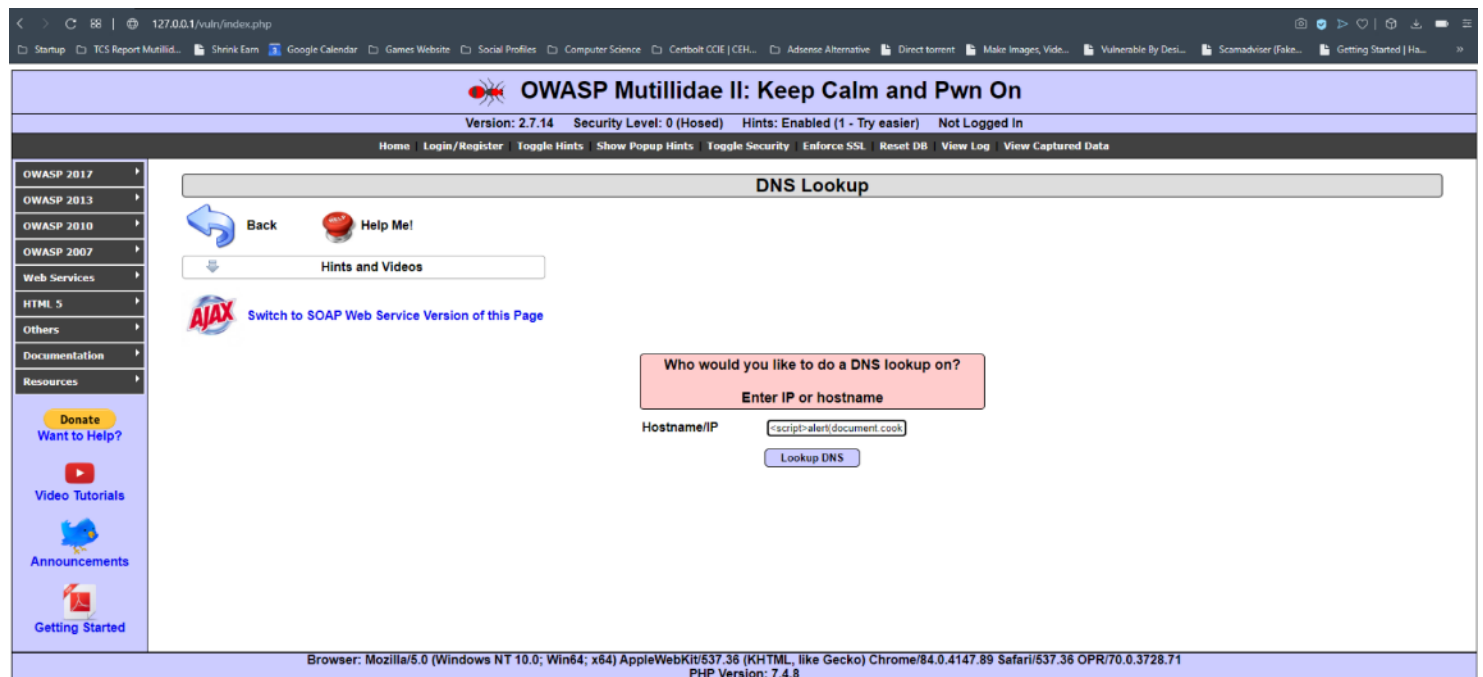 127.0.0.1/vuln/index.php
Startup TCS Report Mutillid... Shrink Earn Google Calendar Games Website Social Profiles Computer Science Certbolt CCIE | CEH... Adsense Alternative Direct torrent Make Images, Vide... Vulnerable By Desi... Scamadviser (Fake... Getting Started | Ha... »
OWASP Mutillidae II: Keep Calm and Pwn On
Version: 2.7.14 Security Level: 0 (Hosed) Hints: Enabled (1 - Try easier) Not Logged In
Home | Login/Register | Toggle Hints | Show Popup Hints | Toggle Security | Enforce SSL | Reset DB | View Log | View Captured Data
OWASP 2017
OWASP 2013
OWASP 2010
OWASP 2007
Web Services
HTML 5
Others
Documentation
Resources
Donate
Want to Help?
Video Tutorials
Announcements
Getting Started
DNS Lookup
Back
HELP
Help Me!
Hints and Videos
AJAX
Switch to SOAP Web Service Version of this Page
Who would you like to do a DNS lookup on?
Enter IP or hostname
Hostname/IP <script>alert(document.cook
Lookup DNS
Browser: Mozilla/5.0 (Windows NT 10.0; Win64; x64) AppleWebKit/537.36 (KHTML, like Gecko) Chrome/84.0.4147.89 Safari/537.36 OPR/70.0.3728.71
PHP Version: 7.4.8